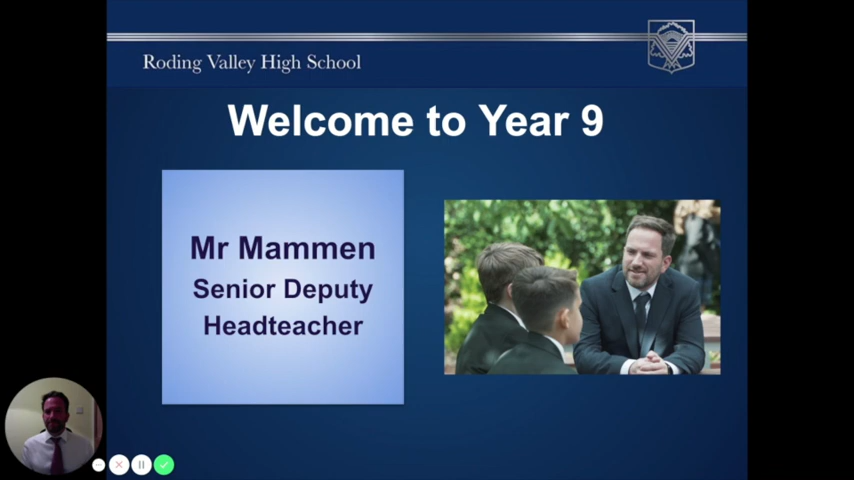 Roding Valley High School
Welcome to Year 9
Mr Mammen
Senior Deputy
Headteacher